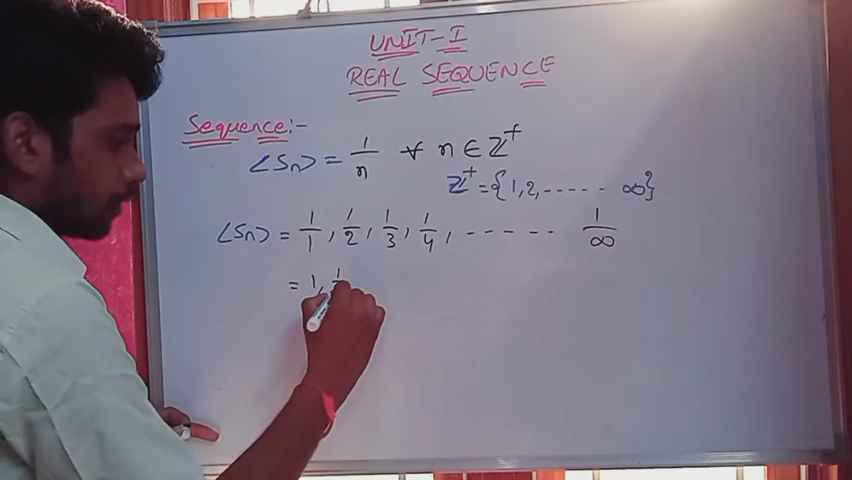 UNIT-I
REAL SEQUENCE
Sequence:-
<Sn> = 1/n ∀ n ∈ Z⁺
Z⁺ = {1, 2, ------ ∞}
<Sn> = 1/1, 1/2, 1/3, 1/4, ------ 1/∞
= 1, 1